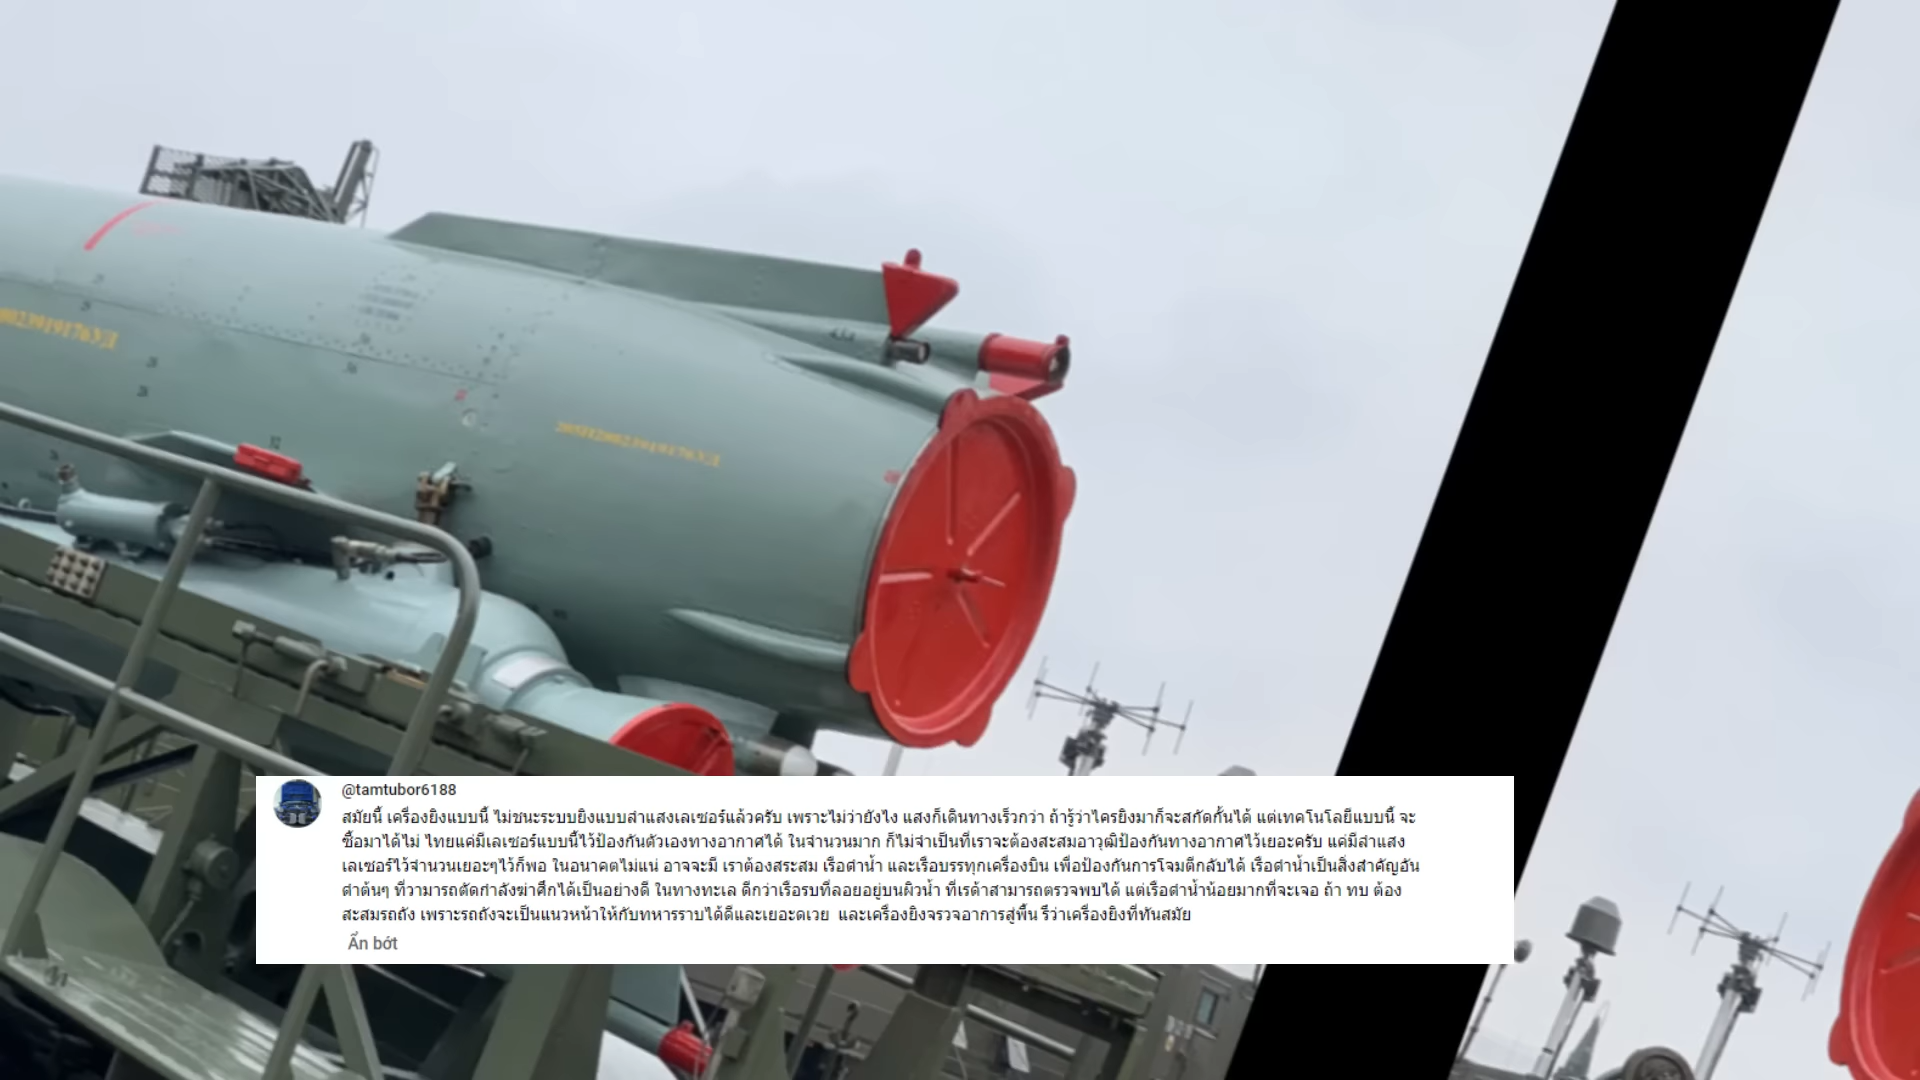 @tamtubor6188
สมัยนี้ เครื่องยิงแบบนี้ ไม่ชนะระบบยิงแบบลำแสงเลเซอร์แล้วครับ เพราะไม่ว่ายังไง แสงก็เดินทางเร็วกว่า ถ้ารู้ว่าไครยิงมาก็จะสกัดกั้นได้ แต่เทคโนโลยีแบบนี้ จะ
ซื้อมาได้ไม่ ไทยแค่มีเลเซอร์แบบนี้ไว้ป้องกันตัวเองทางอากาศได้ ในจำนวนมาก ก็ไม่จำเป็นที่เราจะต้องสะสมอาวุฒิป้องกันทางอากาศไว้เยอะครับ แค่มีลำแสง
เลเซอร์ไว้จำนวนเยอะๆไว้ก็พอ ในอนาคตไม่แน่ อาจจะมี เราต้องสระสม เรือดำน้ำ และเรือบรรทุกเครื่องบิน เพื่อป้องกันการโจมตีกลับได้ เรือดำน้ำเป็นสิ่งสำคัญอัน
ดาต้นๆ ที่วามารถตัดกำลังฆ่าศึกได้เป็นอย่างดี ในทางทะเล ดีกว่าเรือรบที่ลอยอยู่บนผิวน้ำ ที่เรด้าสามารถตรวจพบได้ แต่เรือดำน้ำน้อยมากที่จะเจอ ถ้า ทบ ต้อง
สะสมรถถัง เพราะรถถังจะเป็นแนวหน้าให้กับทหารราบได้ดีและเยอะดเวย และเครื่องยิงจรวจอาการสู่พื้น รึว่าเครื่องยิงที่ทันสมัย
Ẩn bớt